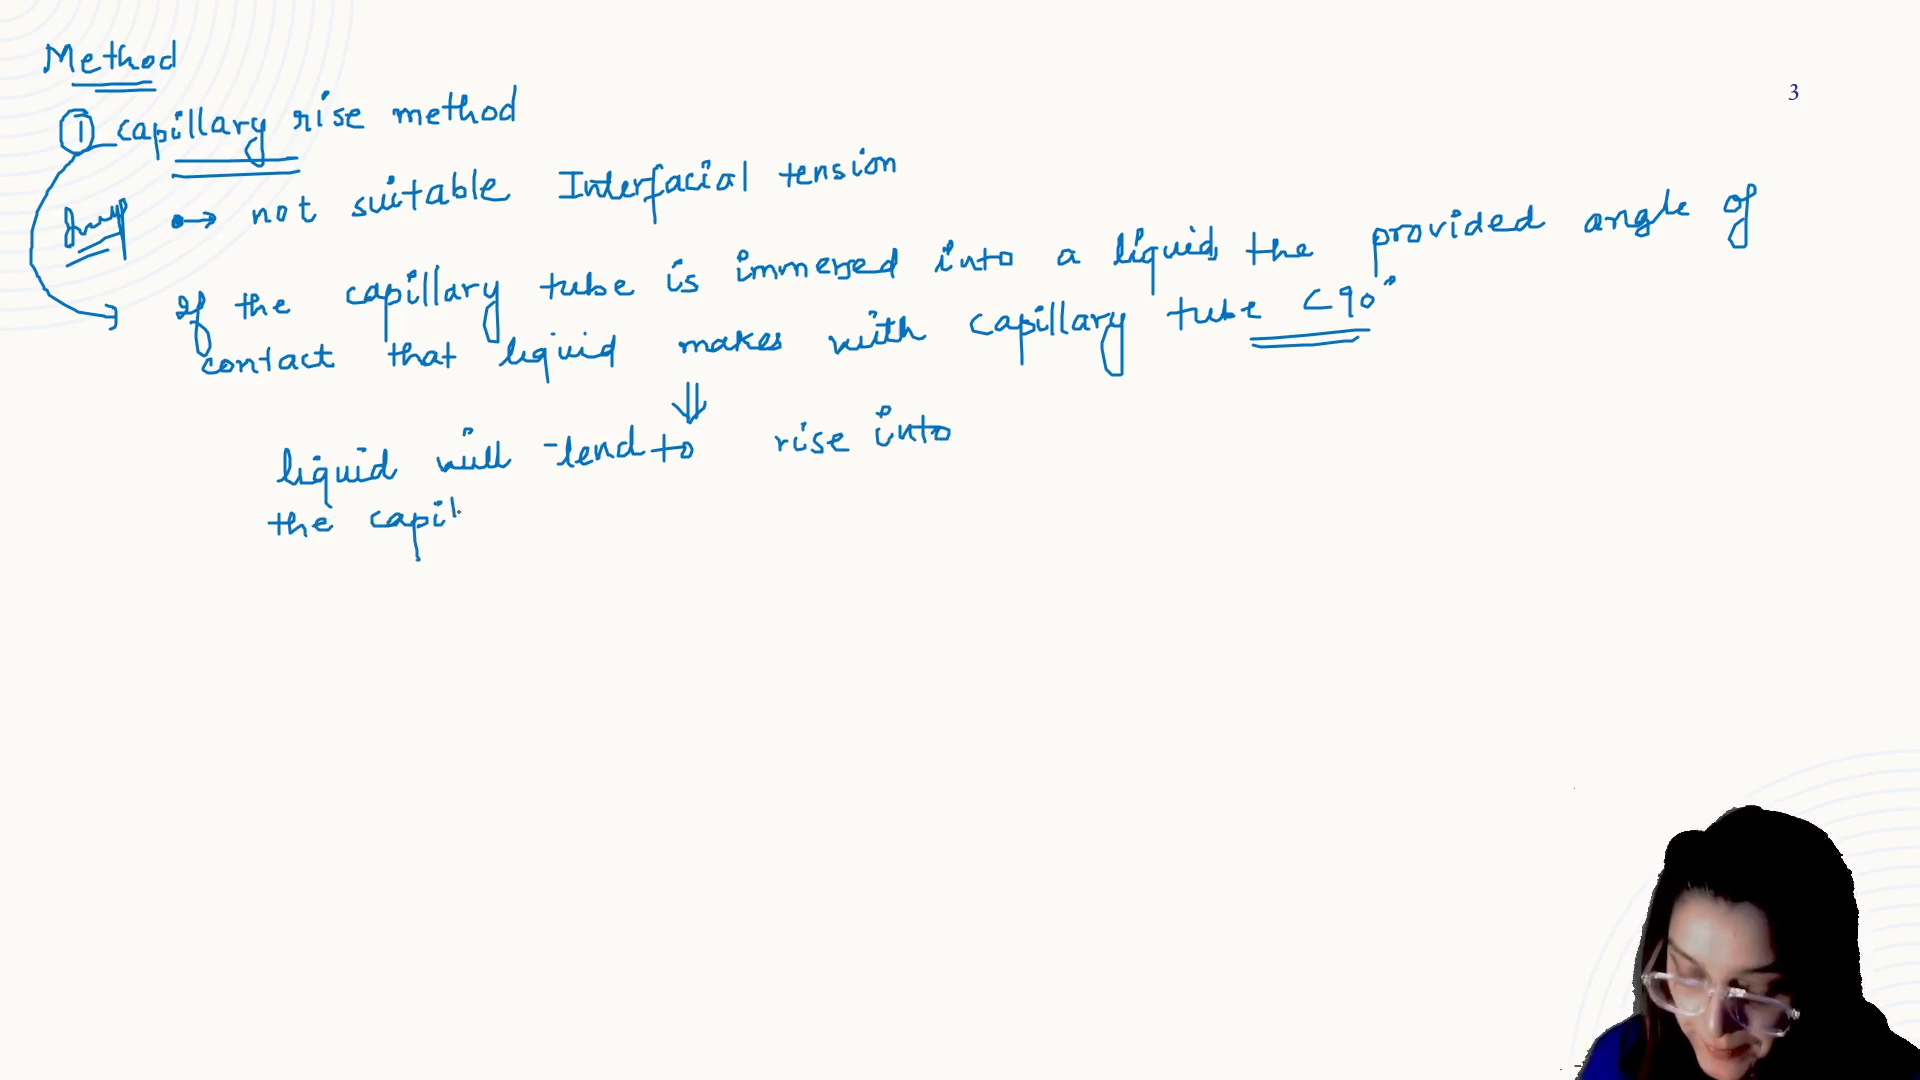 Method
3
① capillary rise method
Imp → not suitable Interfacial tension
If the capillary tube is immersed into a liquid, the provided angle of
contact that liquid makes with capillary tube <90°
⇓
liquid will tend to rise into
the capil